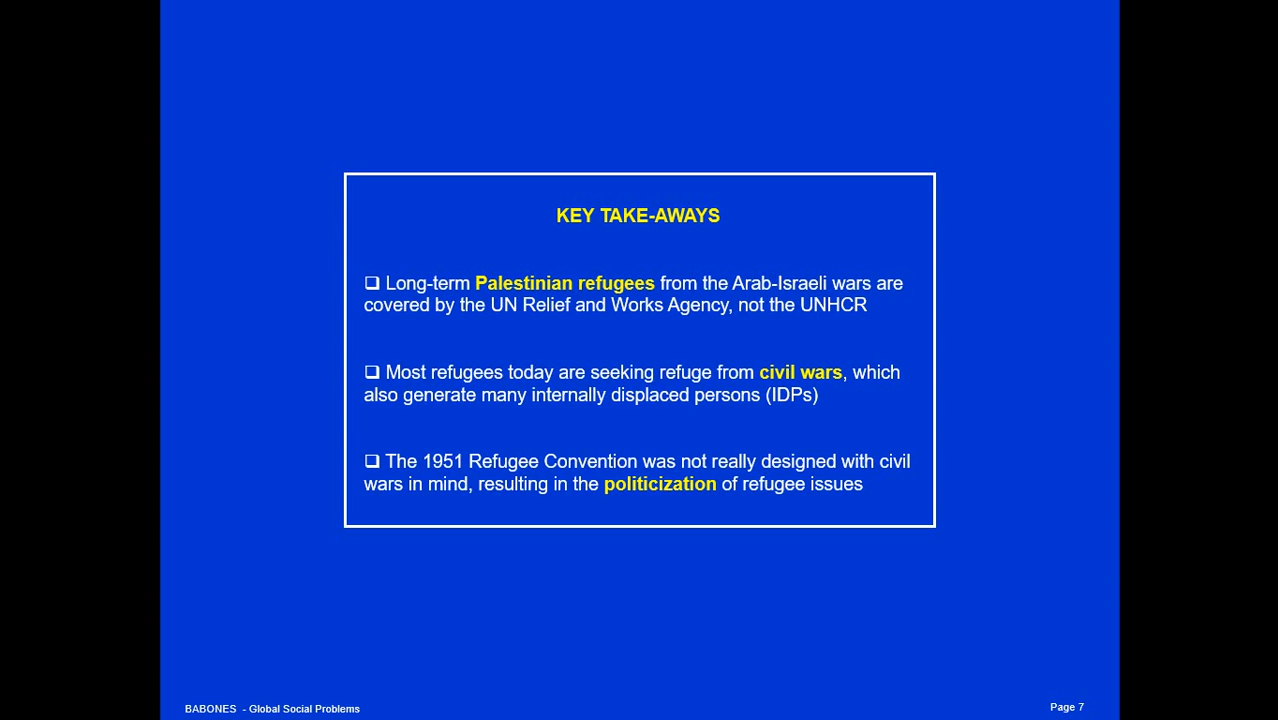 KEY TAKE-AWAYS
❑ Long-term Palestinian refugees from the Arab-Israeli wars are
covered by the UN Relief and Works Agency, not the UNHCR
❑ Most refugees today are seeking refuge from civil wars, which
also generate many internally displaced persons (IDPs)
❑ The 1951 Refugee Convention was not really designed with civil
wars in mind, resulting in the politicization of refugee issues
BABONES - Global Social Problems
Page 7